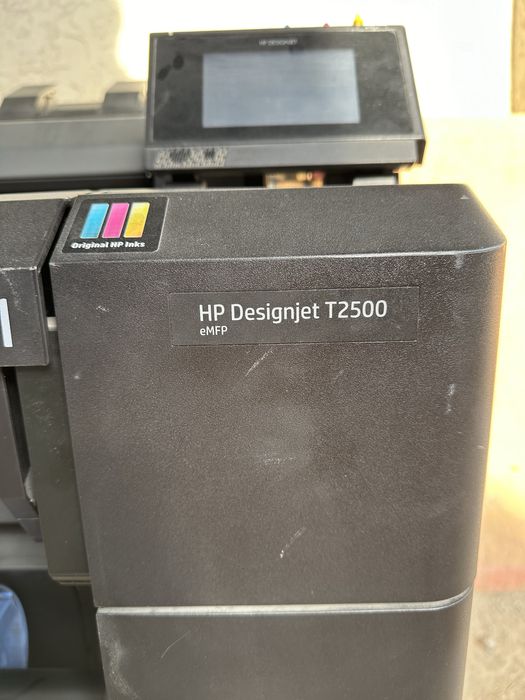 HP DESIGNJET
Original HP Inks
HP Designjet T2500
eMFP